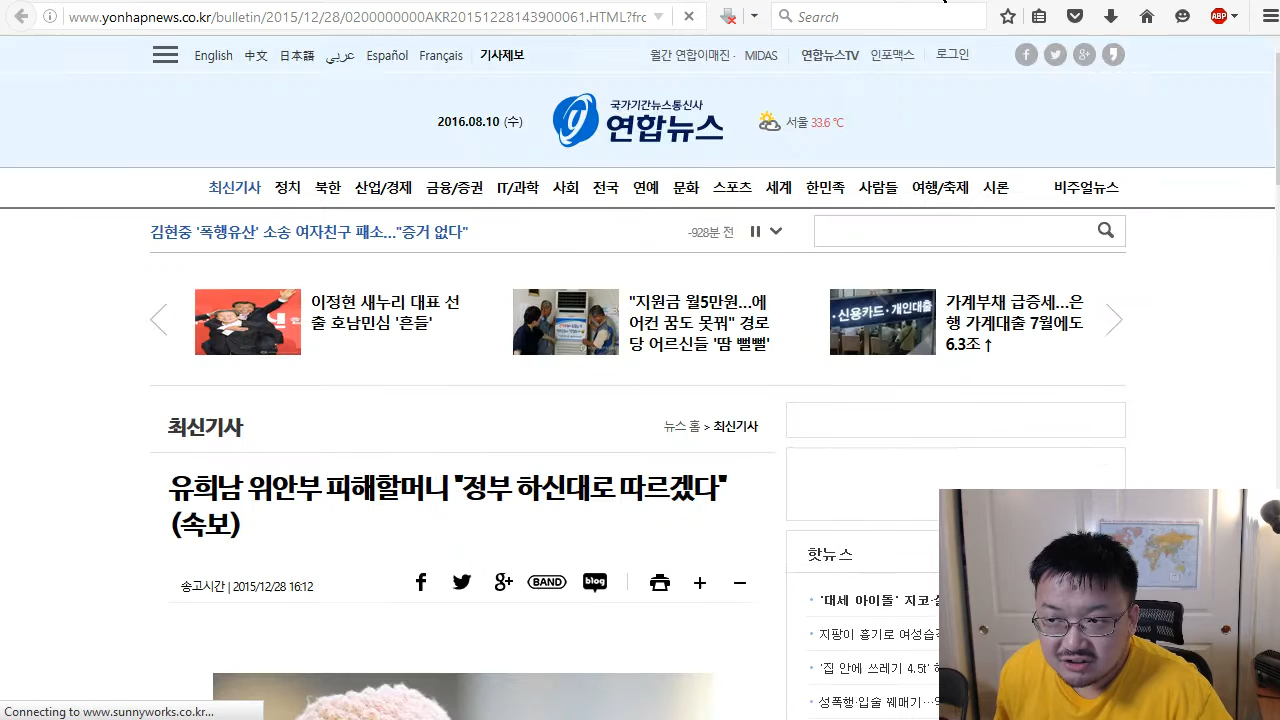 www.yonhapnews.co.kr/bulletin/2015/12/28/0200000000AKR20151228143900061.HTML?fro
Search
ABP
English 中文 日本語 عربي Español Français 기사제보
월간 연합이매진 · MIDAS 연합뉴스TV 인포맥스 로그인
2016.08.10 (수)
국가기간뉴스통신사
연합뉴스
서울 33.6 ℃
최신기사 정치 북한 산업/경제 금융/증권 IT/과학 사회 전국 연예 문화 스포츠 세계 한민족 사람들 여행/축제 시론 비주얼뉴스
김현중 '폭행유산' 소송 여자친구 패소…"증거 없다"
-928분 전
이정현 새누리 대표 선
출 호남민심 '흔들'
"지원금 월5만원…에
어컨 꿈도 못꿔" 경로
당 어르신들 '땀 뻘뻘'
· 신용카드 · 개인대출
가계부채 급증세…은
행 가계대출 7월에도
6.3조↑
최신기사
뉴스 홈 > 최신기사
유희남 위안부 피해할머니 "정부 하신대로 따르겠다"
(속보)
송고시간 | 2015/12/28 16:12
BAND
blog
핫뉴스
'대세 아이돌' 지코·
지팡이 흉기로 여성습
'집 안에 쓰레기 4.5t'
성폭행·입술 꿰매기…
Connecting to www.sunnyworks.co.kr...